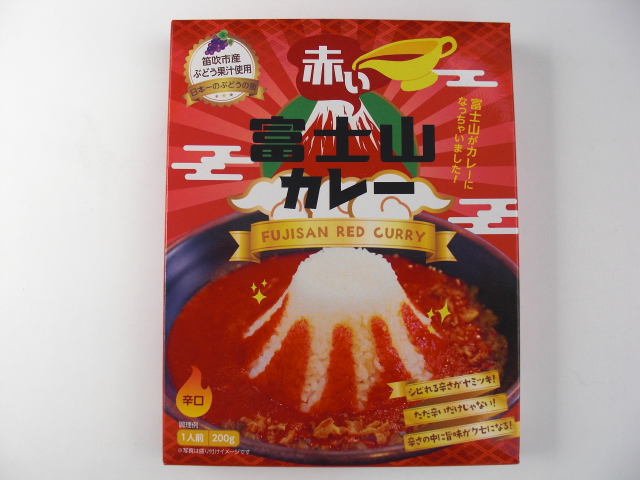 笛吹市産
ぶどう果汁使用
日本一のぶどうの里
赤い
富士山
カレー
富士山がカレーに
なっちゃいました!
FUJISAN RED CURRY
シビれる辛さがヤミツキ!
ただ辛いだけじゃない!
辛さの中に旨味がクセになる!
辛口
調理例
1人前 200g
※写真は盛り付けイメージです